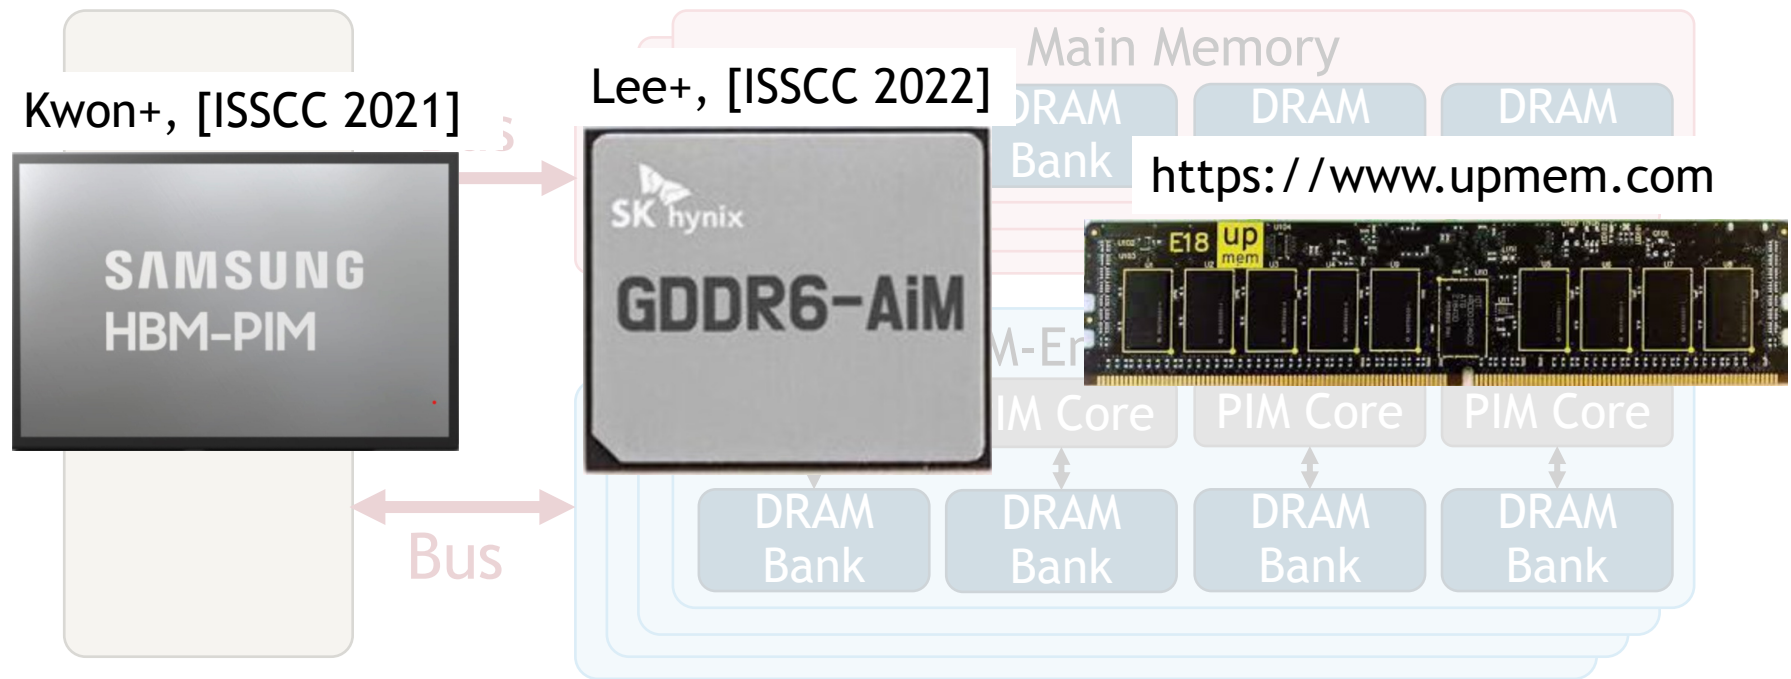 Main Memory
Kwon+, [ISSCC 2021]
Lee+, [ISSCC 2022]
DRAM
Bank
DRAM
DRAM
https://www.upmem.com
SAMSUNG
HBM-PIM
SK hynix
GDDR6-AiM
E18
up
mem
PIM Core
PIM Core
Core
DRAM
Bank
DRAM
Bank
DRAM
Bank
DRAM
Bank
Bus